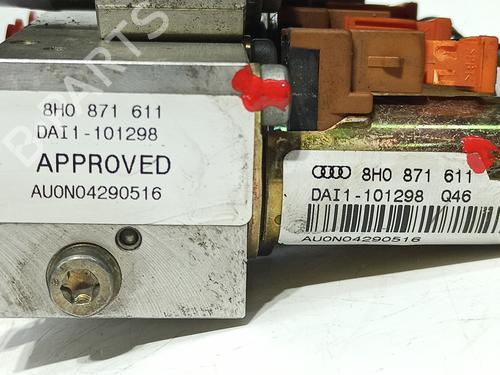 8H0 871 611
DAI1-101298
APPROVED
AU0N04290516
8H0 871 611
DAI1-101298 Q46
AU0N04290516